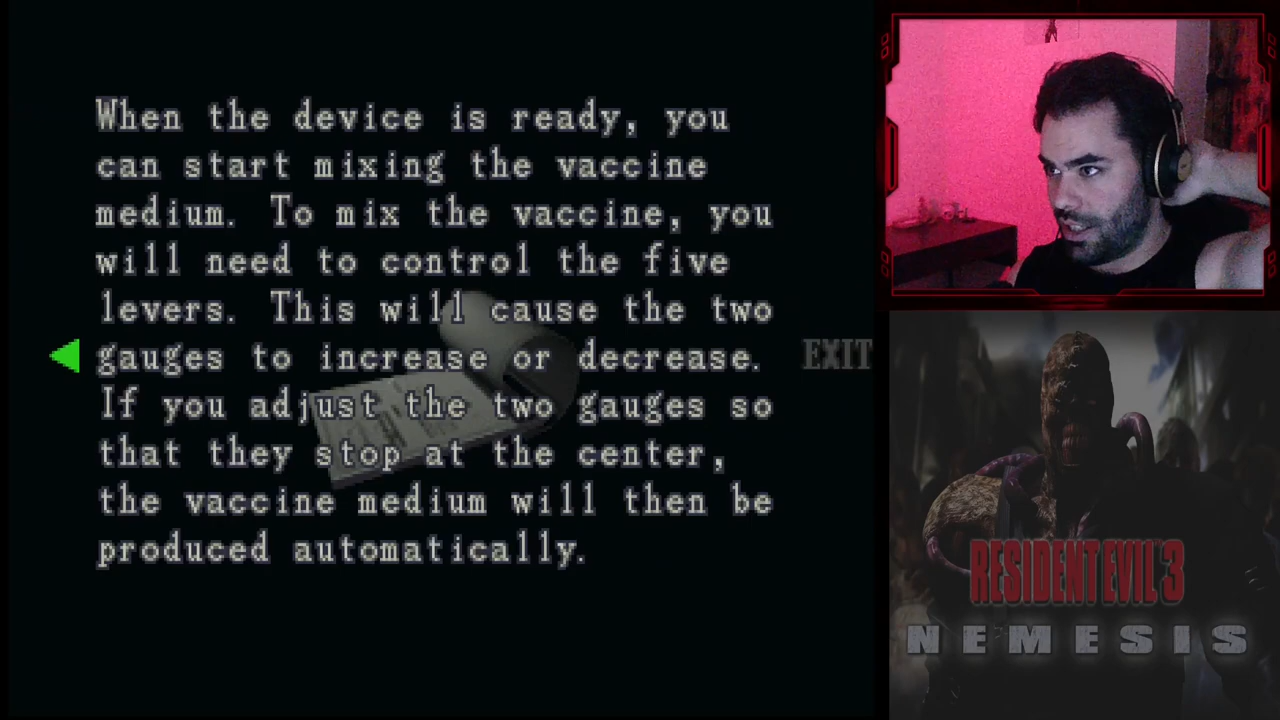 When the device is ready, you
can start mixing the vaccine
medium. To mix the vaccine, you
will need to control the five
levers. This will cause the two
gauges to increase or decrease.
If you adjust the two gauges so
that they stop at the center,
the vaccine medium will then be
produced automatically.
EXIT
RESIDENT EVIL 3
NEMESIS